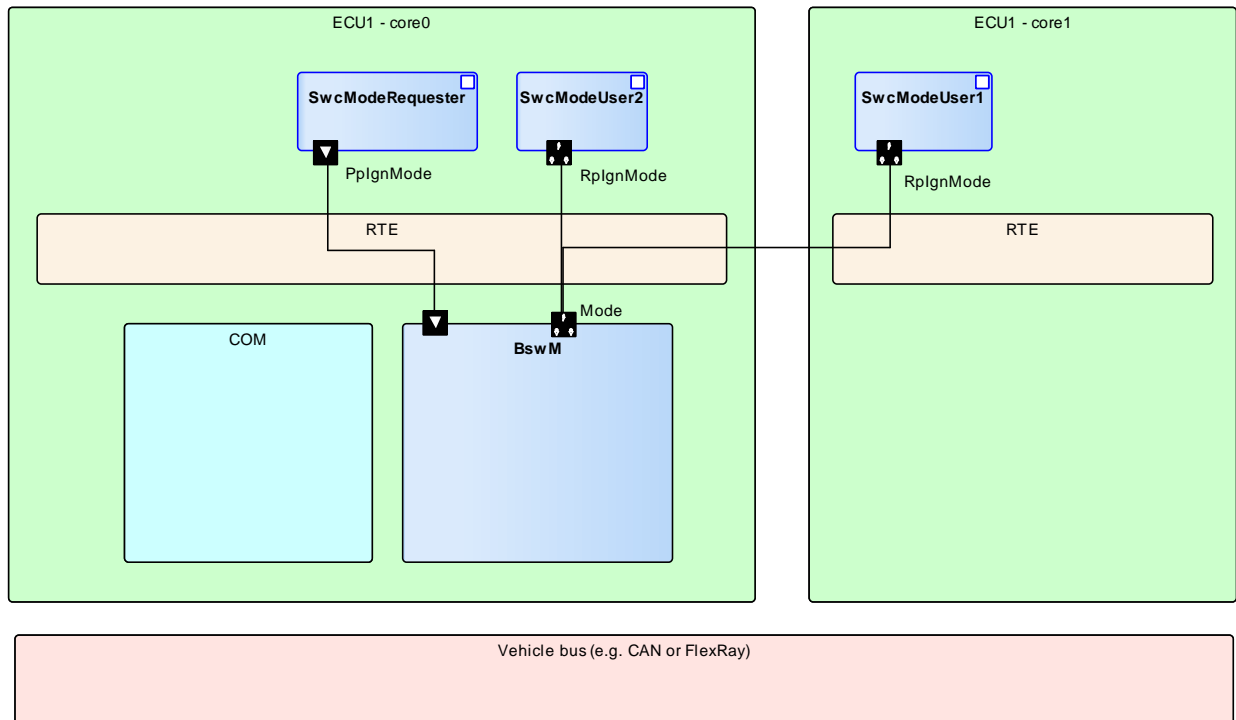 ECU1 - core0
ECU1 - core1
SwcModeRequester
SwcModeUser2
SwcModeUser1
PpIgnMode
RpIgnMode
RpIgnMode
RTE
RTE
Mode
COM
BswM
Vehicle bus (e.g. CAN or FlexRay)